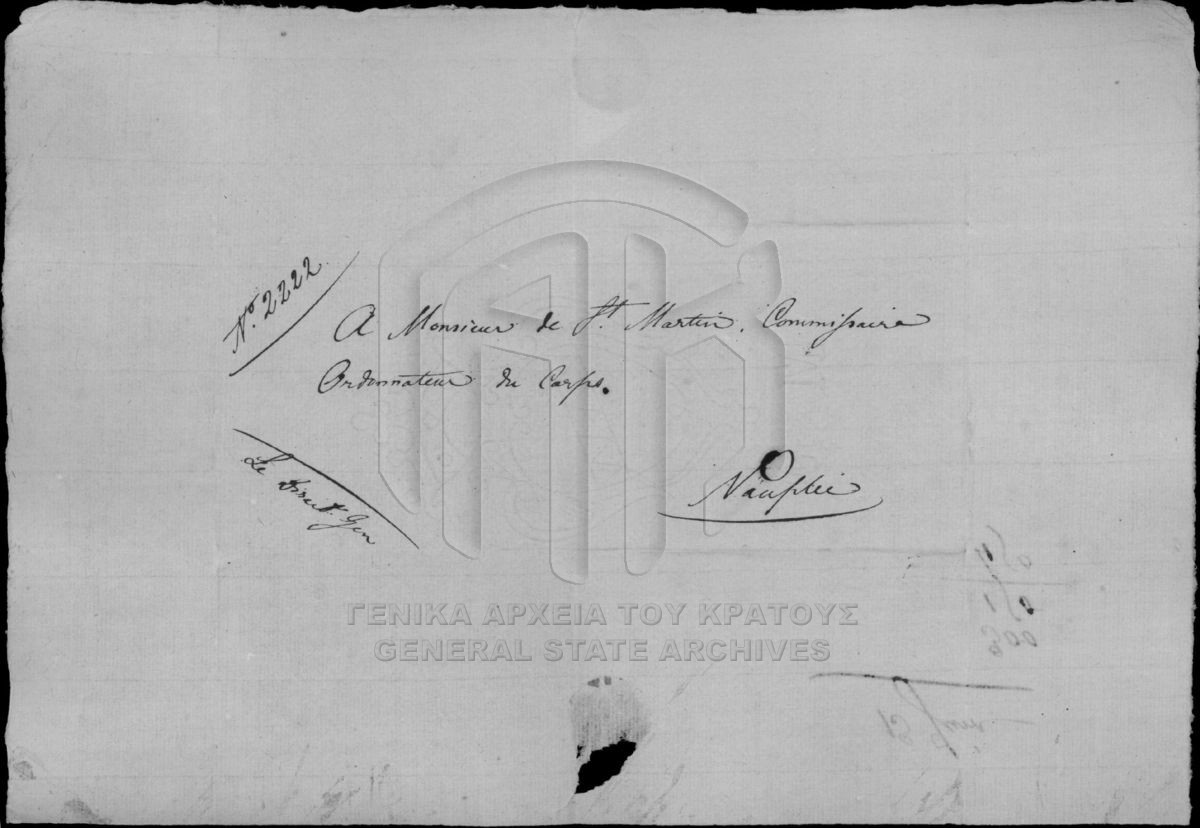 No. 2222
A Monsieur de St. Martin, Commissaire
Ordonnateur du Corps.
Le Direct. Gen
Nauplie
ΓΕΝΙΚΑ ΑΡΧΕΙΑ ΤΟΥ ΚΡΑΤΟΥΣ
GENERAL STATE ARCHIVES